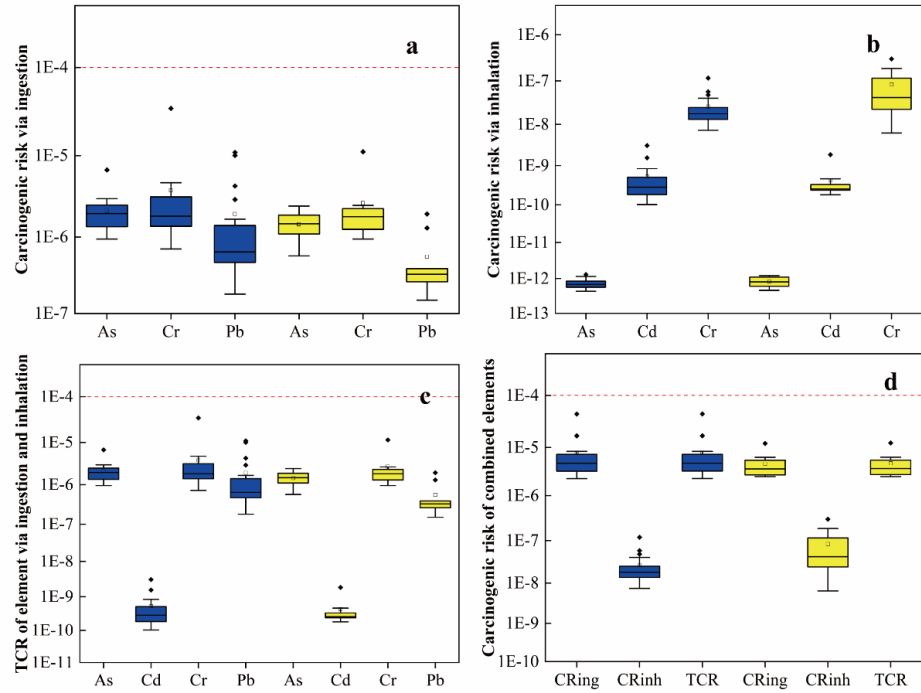 a
Carcinogenic risk via ingestion
1E-4
1E-5
1E-6
1E-7
As Cr Pb As Cr Pb
b
Carcinogenic risk via inhalation
1E-6
1E-7
1E-8
1E-9
1E-10
1E-11
1E-12
1E-13
As Cd Cr As Cd Cr
c
TCR of element via ingestion and inhalation
1E-4
1E-5
1E-6
1E-7
1E-8
1E-9
1E-10
1E-11
As Cd Cr Pb As Cr Cd Pb
d
Carcinogenic risk of combined elements
1E-4
1E-5
1E-6
1E-7
1E-8
1E-9
1E-10
CRing CRinh TCR CRing CRinh TCR